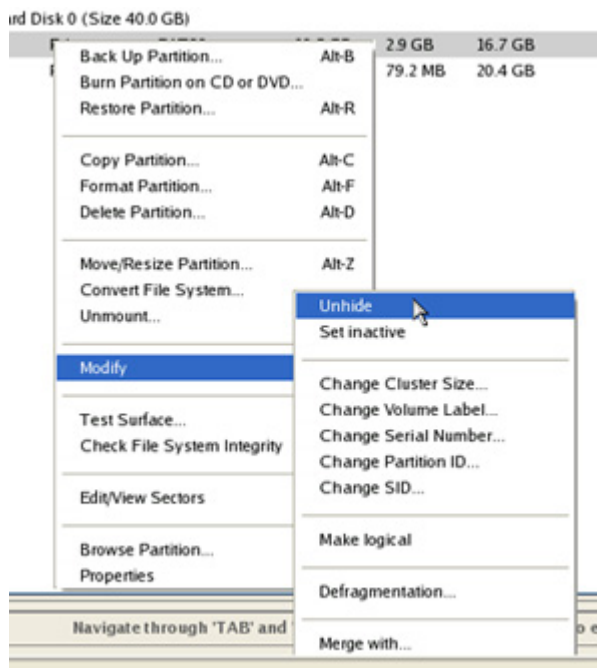 rd Disk 0 (Size 40.0 GB)
2.9 GB 16.7 GB
79.2 MB 20.4 GB
Back Up Partition... Alt-B
Burn Partition on CD or DVD...
Restore Partition... Alt-R
Copy Partition... Alt-C
Format Partition... Alt-F
Delete Partition... Alt-D
Move/Resize Partition... Alt-Z
Convert File System...
Unmount...
Modify
Test Surface...
Check File System Integrity
Edit/View Sectors
Browse Partition...
Properties
Unhide
Set inactive
Change Cluster Size...
Change Volume Label...
Change Serial Number...
Change Partition ID...
Change SID...
Make logical
Defragmentation...
Merge with...
Navigate through 'TAB' and